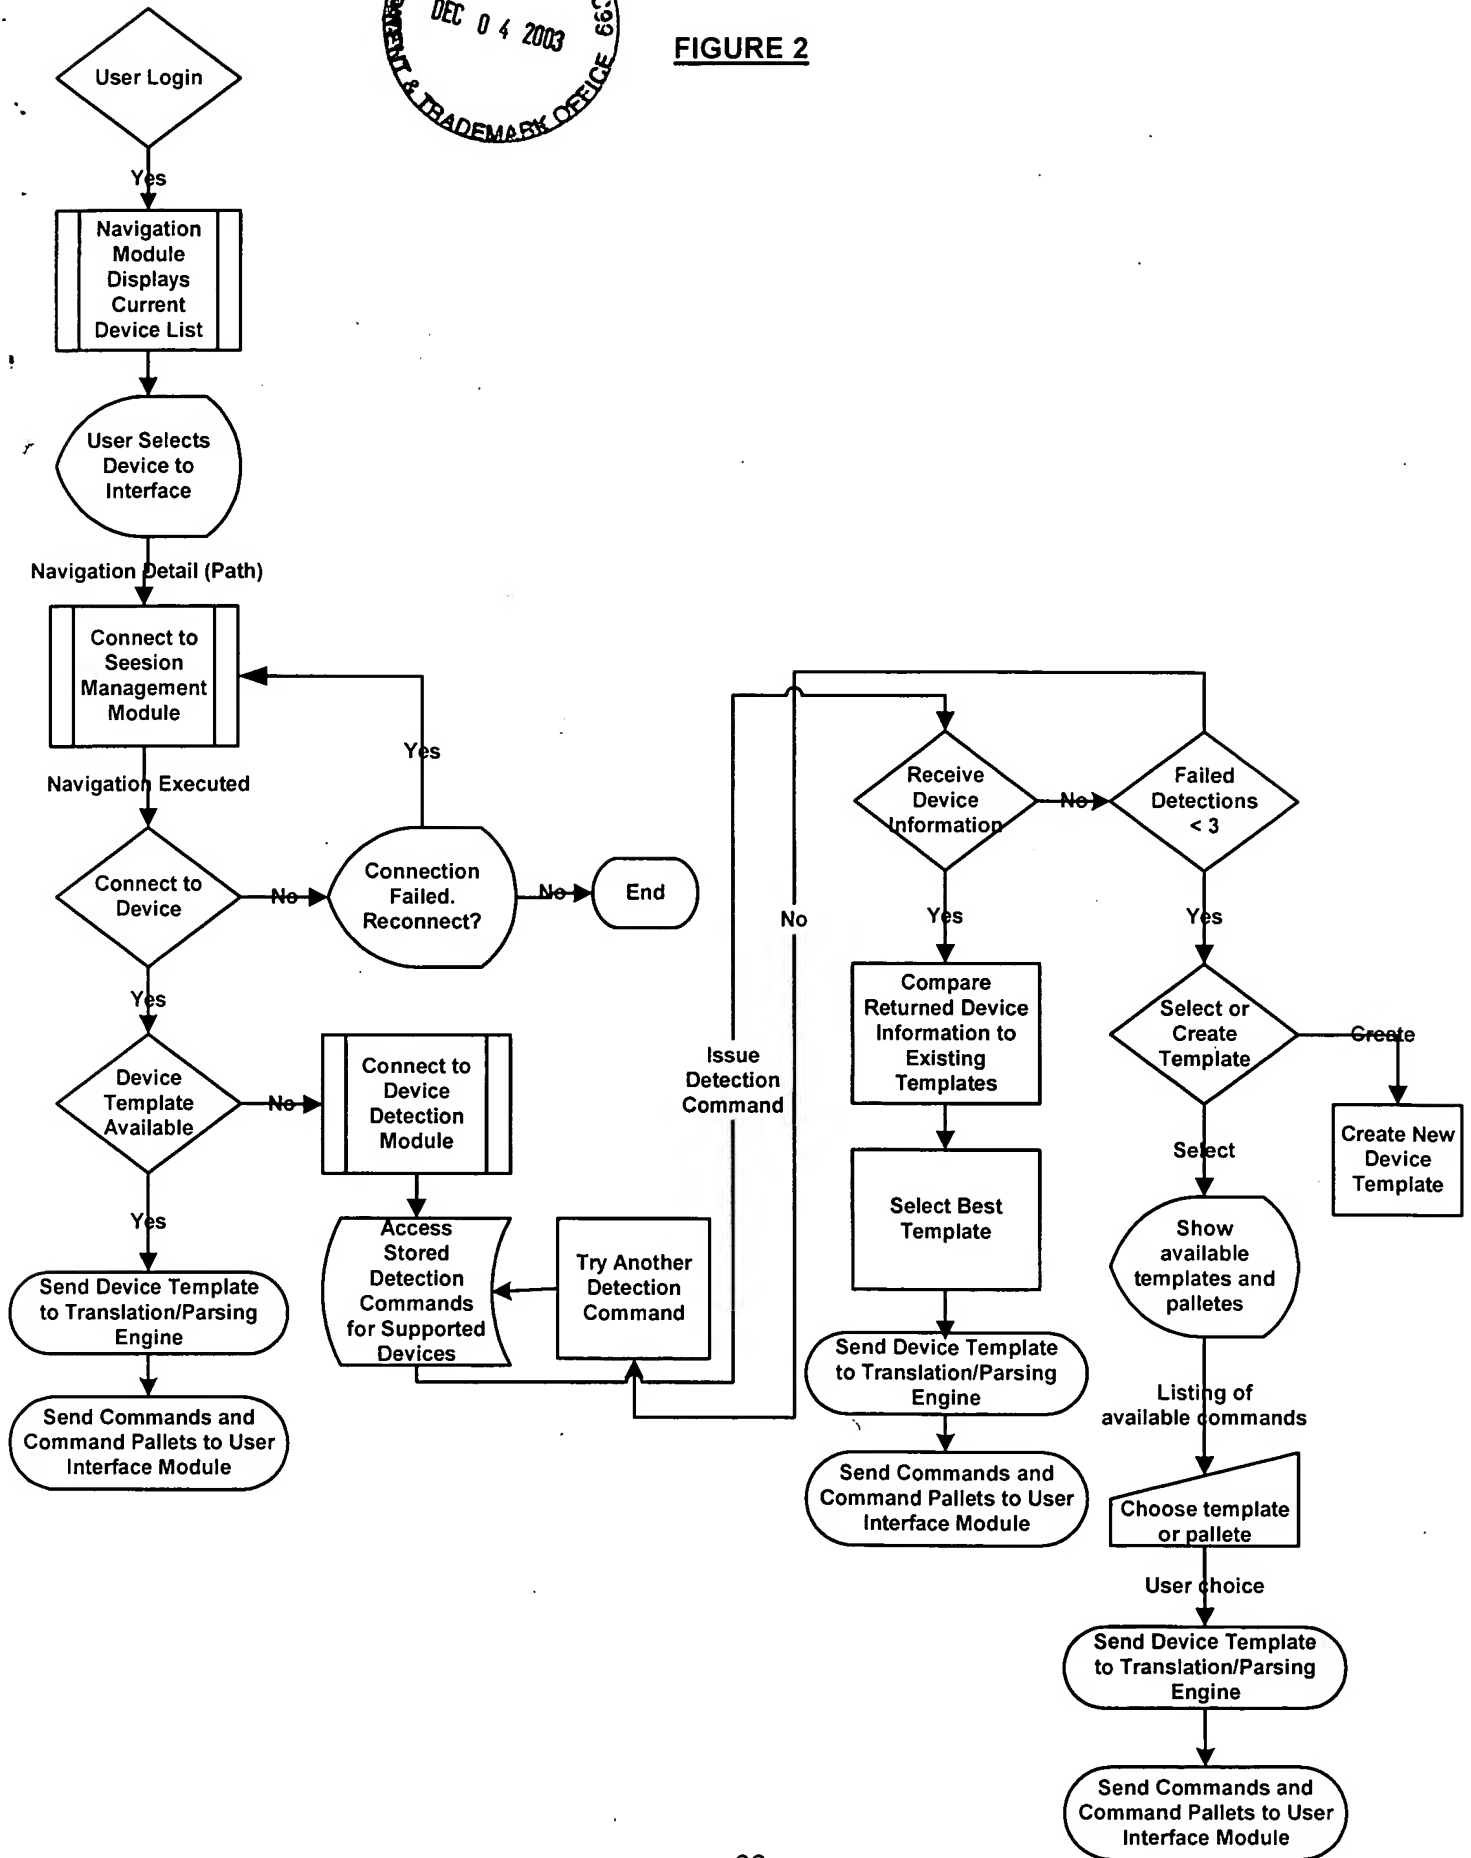 DEC 04 2003
ENT & TRADEMARK OFFICE
FIGURE 2
User Login
Yes
Navigation
Module
Displays
Current
Device List
User Selects
Device to
Interface
Navigation Detail (Path)
Connect to
Seesion
Management
Module
Yes
Navigation Executed
Connect to
Device
No
Connection
Failed.
Reconnect?
No
End
Yes
Device
Template
Available
No
Connect to
Device
Detection
Module
Yes
Send Device Template
to Translation/Parsing
Engine
Send Commands and
Command Pallets to User
Interface Module
Access
Stored
Detection
Commands
for Supported
Devices
Try Another
Detection
Command
Issue
Detection
Command
No
Receive
Device
Information
No
Failed
Detections
< 3
Yes
Compare
Returned Device
Information to
Existing
Templates
Select Best
Template
Send Device Template
to Translation/Parsing
Engine
Send Commands and
Command Pallets to User
Interface Module
Yes
Select or
Create
Template
Create
Create New
Device
Template
Select
Show
available
templates and
palletes
Listing of
available commands
Choose template
or pallete
User choice
Send Device Template
to Translation/Parsing
Engine
Send Commands and
Command Pallets to User
Interface Module